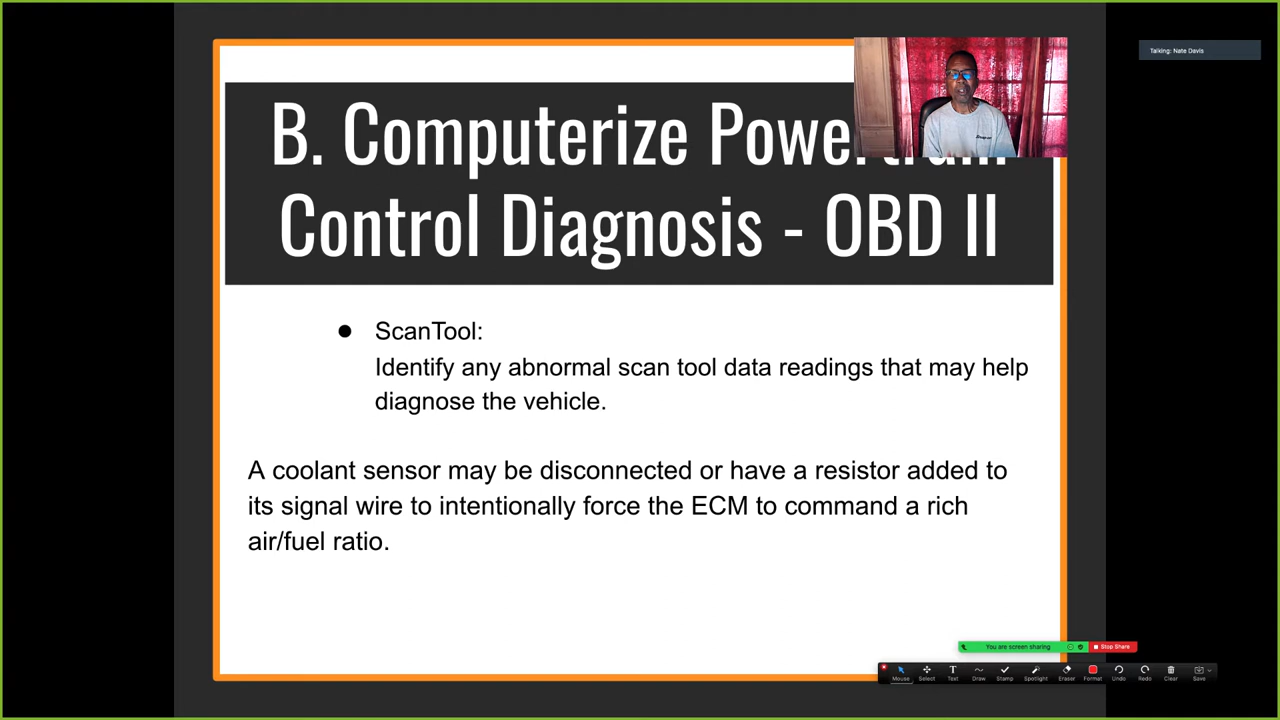 Talking: Nate Davis
B. Computerize
Control Diagnosis - OBD II
● ScanTool:
Identify any abnormal scan tool data readings that may help
diagnose the vehicle.
A coolant sensor may be disconnected or have a resistor added to
its signal wire to intentionally force the ECM to command a rich
air/fuel ratio.
You are screen sharing
Stop Share
Mouse Select Text Draw Stamp Spotlight Eraser Format Undo Redo Clear Save